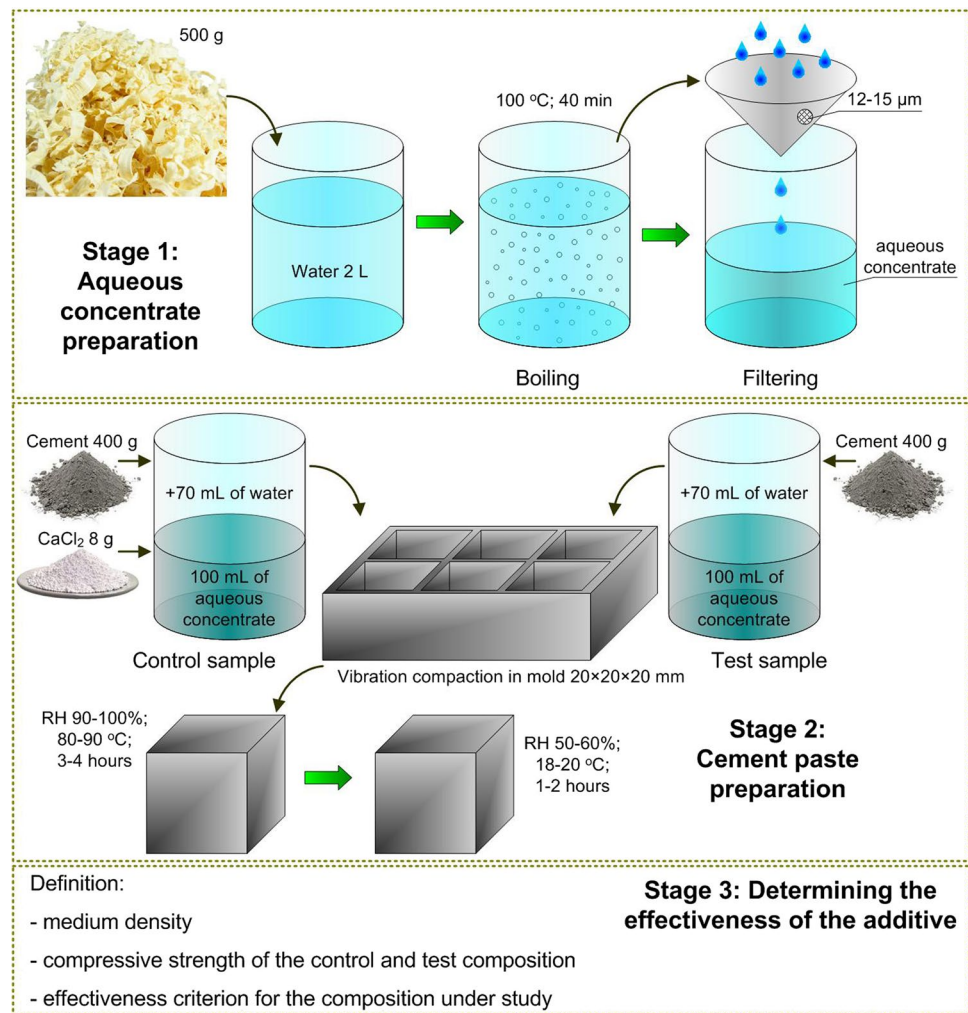 500 g
100 °C; 40 min
12-15 µm
Stage 1:
Aqueous
concentrate
preparation
Water 2 L
aqueous
concentrate
Boiling
Filtering
Cement 400 g
+70 mL of water
CaCl₂ 8 g
100 mL of
aqueous
concentrate
Control sample
Cement 400 g
+70 mL of water
100 mL of
aqueous
concentrate
Test sample
Vibration compaction in mold 20×20×20 mm
RH 90-100%;
80-90 °C;
3-4 hours
RH 50-60%;
18-20 °C;
1-2 hours
Stage 2:
Cement paste
preparation
Stage 3: Determining the
effectiveness of the additive
Definition:
- medium density
- compressive strength of the control and test composition
- effectiveness criterion for the composition under study